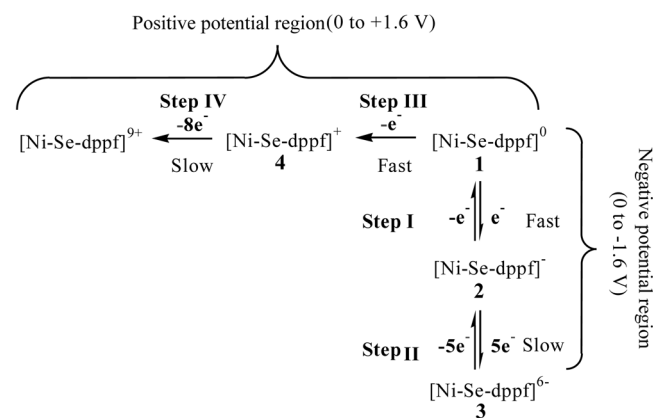 Positive potential region(0 to +1.6 V)
Step IV
-8e⁻
[Ni-Se-dppf]⁹⁺
Slow
[Ni-Se-dppf]⁺
4
Step III
-e⁻
Fast
[Ni-Se-dppf]⁰
1
Step I
-e⁻
e⁻
Fast
[Ni-Se-dppf]⁻
2
Step II
-5e⁻
5e⁻
Slow
[Ni-Se-dppf]⁶⁻
3
Negative potential region
(0 to -1.6 V)